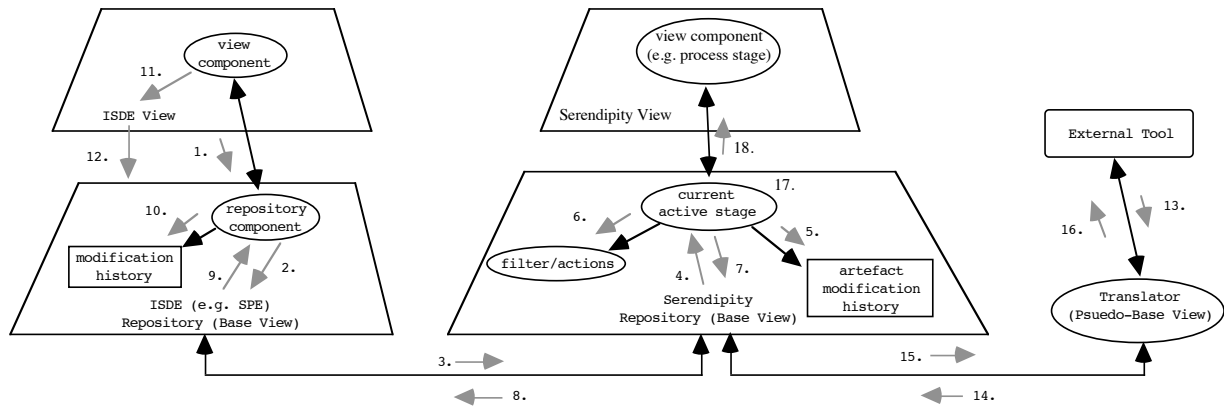 view
component
11.
ISDE View
12.
1.
10.
repository
component
modification
history
9.
2.
ISDE (e.g. SPE)
Repository (Base View)
view component
(e.g. process stage)
Serendipity View
18.
17.
current
active stage
6.
5.
filter/actions
4.
7.
artefact
modification
history
Serendipity
Repository (Base View)
External Tool
13.
16.
Translator
(Psuedo-Base View)
3.
8.
15.
14.